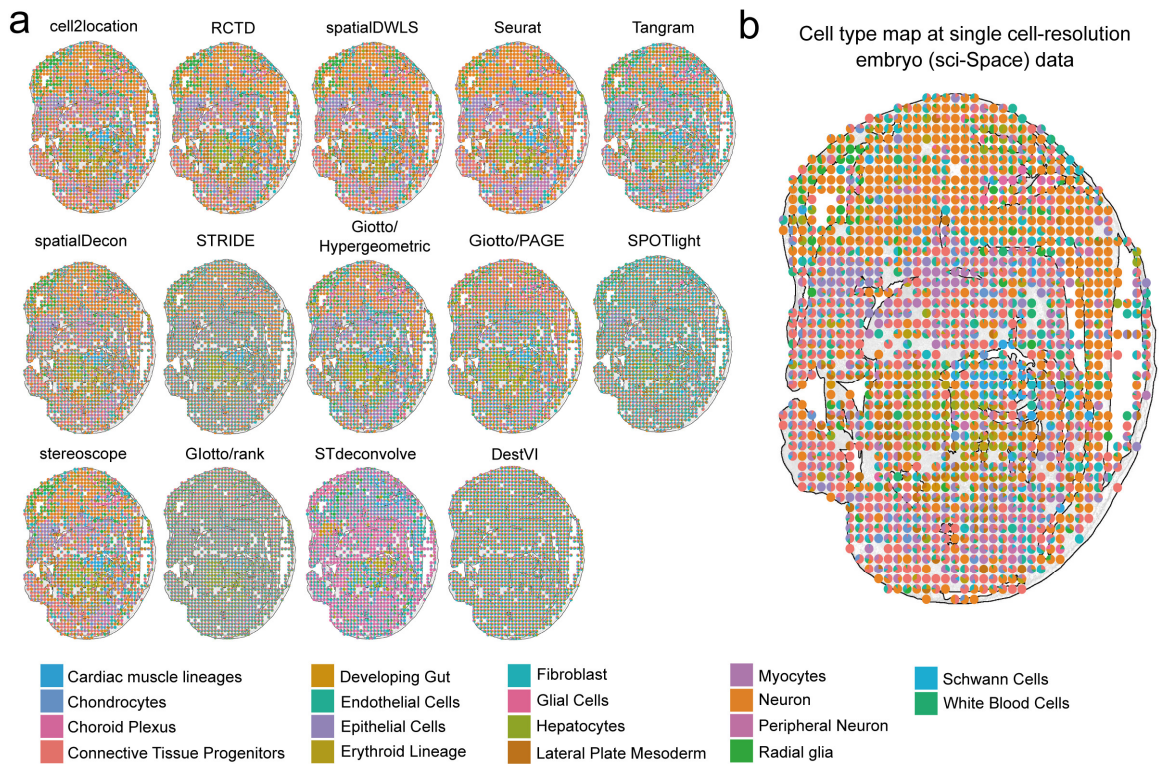 a
cell2location
RCTD
spatialDWLS
Seurat
Tangram
spatialDecon
STRIDE
Giotto/
Hypergeometric
Giotto/PAGE
SPOTlight
stereoscope
GIotto/rank
STdeconvolve
DestVI
b
Cell type map at single cell-resolution
embryo (sci-Space) data
Cardiac muscle lineages
Chondrocytes
Choroid Plexus
Connective Tissue Progenitors
Developing Gut
Endothelial Cells
Epithelial Cells
Erythroid Lineage
Fibroblast
Glial Cells
Hepatocytes
Lateral Plate Mesoderm
Myocytes
Neuron
Peripheral Neuron
Radial glia
Schwann Cells
White Blood Cells